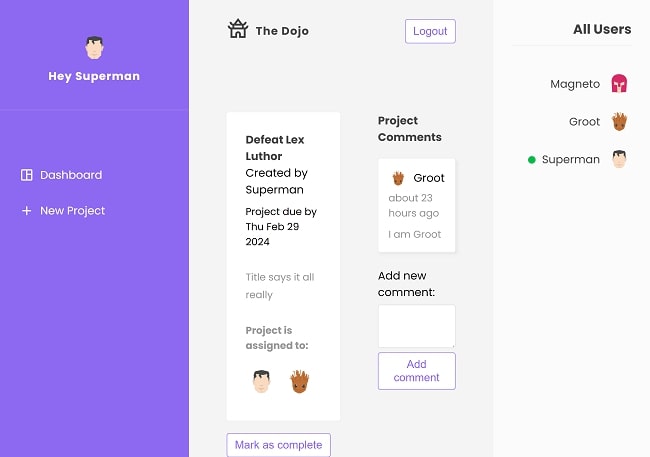 Hey Superman
Dashboard
New Project
The Dojo
Logout
Defeat Lex
Luthor
Created by
Superman
Project due by
Thu Feb 29
2024
Title says it all
really
Project is
assigned to:
Mark as complete
Project
Comments
Groot
about 23
hours ago
I am Groot
Add new
comment:
Add
comment
All Users
Magneto
Groot
Superman